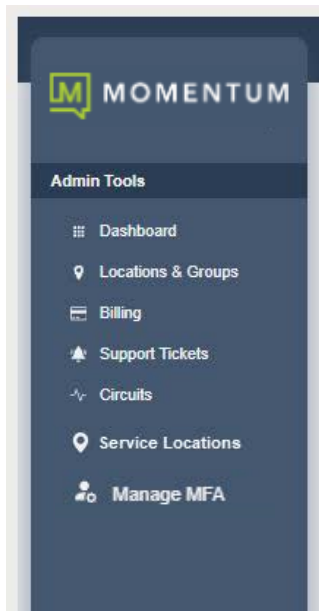 M MOMENTUM
Admin Tools
Dashboard
Locations & Groups
Billing
Support Tickets
Circuits
Service Locations
Manage MFA